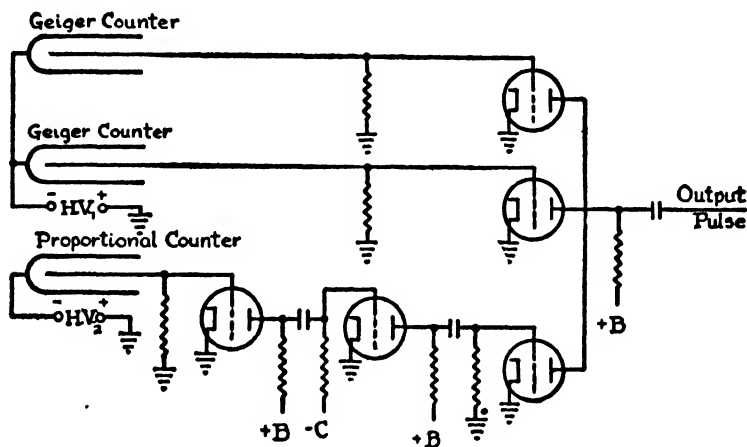 Geiger Counter
Geiger Counter
- HV1 +
Output
Pulse
Proportional Counter
- HV2 +
+B
+B
-C
+B